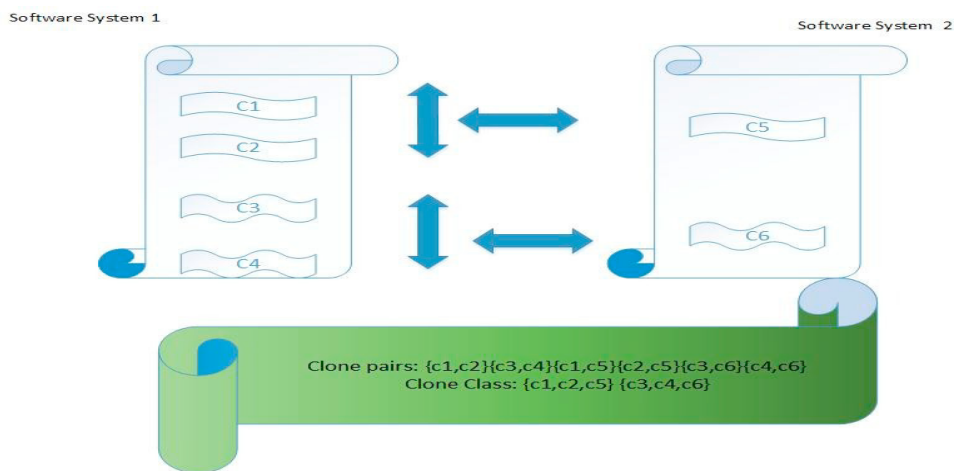 Software System 1
Software System 2
C1
C2
C3
C4
C5
C6
Clone pairs: {c1,c2}{c3,c4}{c1,c5}{c2,c5}{c3,c6}{c4,c6}
Clone Class: {c1,c2,c5} {c3,c4,c6}